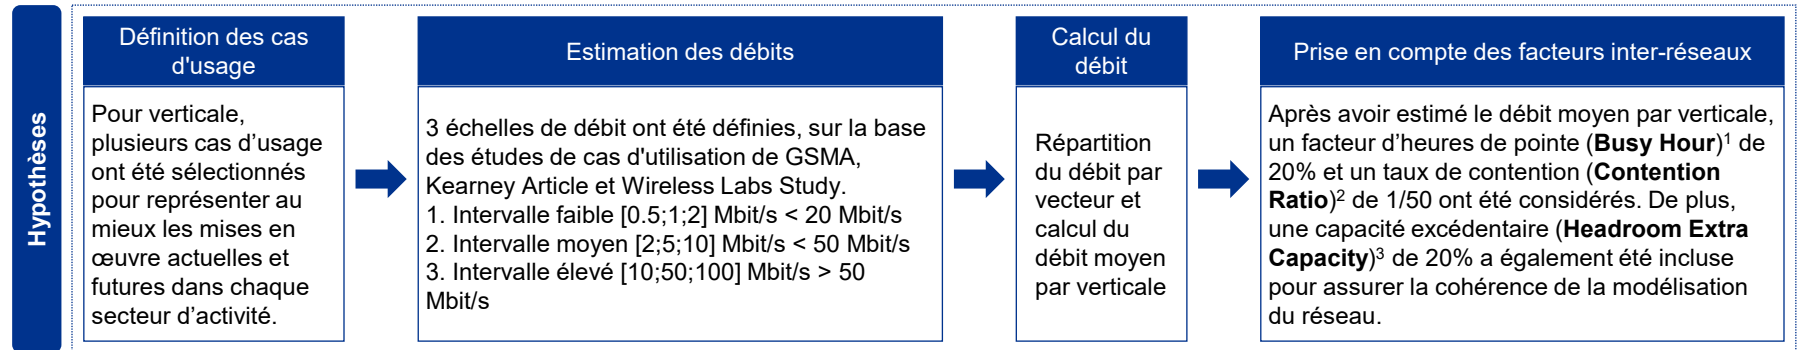 Hypothèses
Définition des cas
d'usage
Pour verticale,
plusieurs cas d’usage
ont été sélectionnés
pour représenter au
mieux les mises en
œuvre actuelles et
futures dans chaque
secteur d’activité.
Estimation des débits
3 échelles de débit ont été définies, sur la base
des études de cas d'utilisation de GSMA,
Kearney Article et Wireless Labs Study.
1. Intervalle faible [0.5;1;2] Mbit/s < 20 Mbit/s
2. Intervalle moyen [2;5;10] Mbit/s < 50 Mbit/s
3. Intervalle élevé [10;50;100] Mbit/s > 50
Mbit/s
Calcul du
débit
Répartition
du débit par
vecteur et
calcul du
débit moyen
par verticale
Prise en compte des facteurs inter-réseaux
Après avoir estimé le débit moyen par verticale,
un facteur d’heures de pointe (Busy Hour)¹ de
20% et un taux de contention (Contention
Ratio)² de 1/50 ont été considérés. De plus,
une capacité excédentaire (Headroom Extra
Capacity)³ de 20% a également été incluse
pour assurer la cohérence de la modélisation
du réseau.